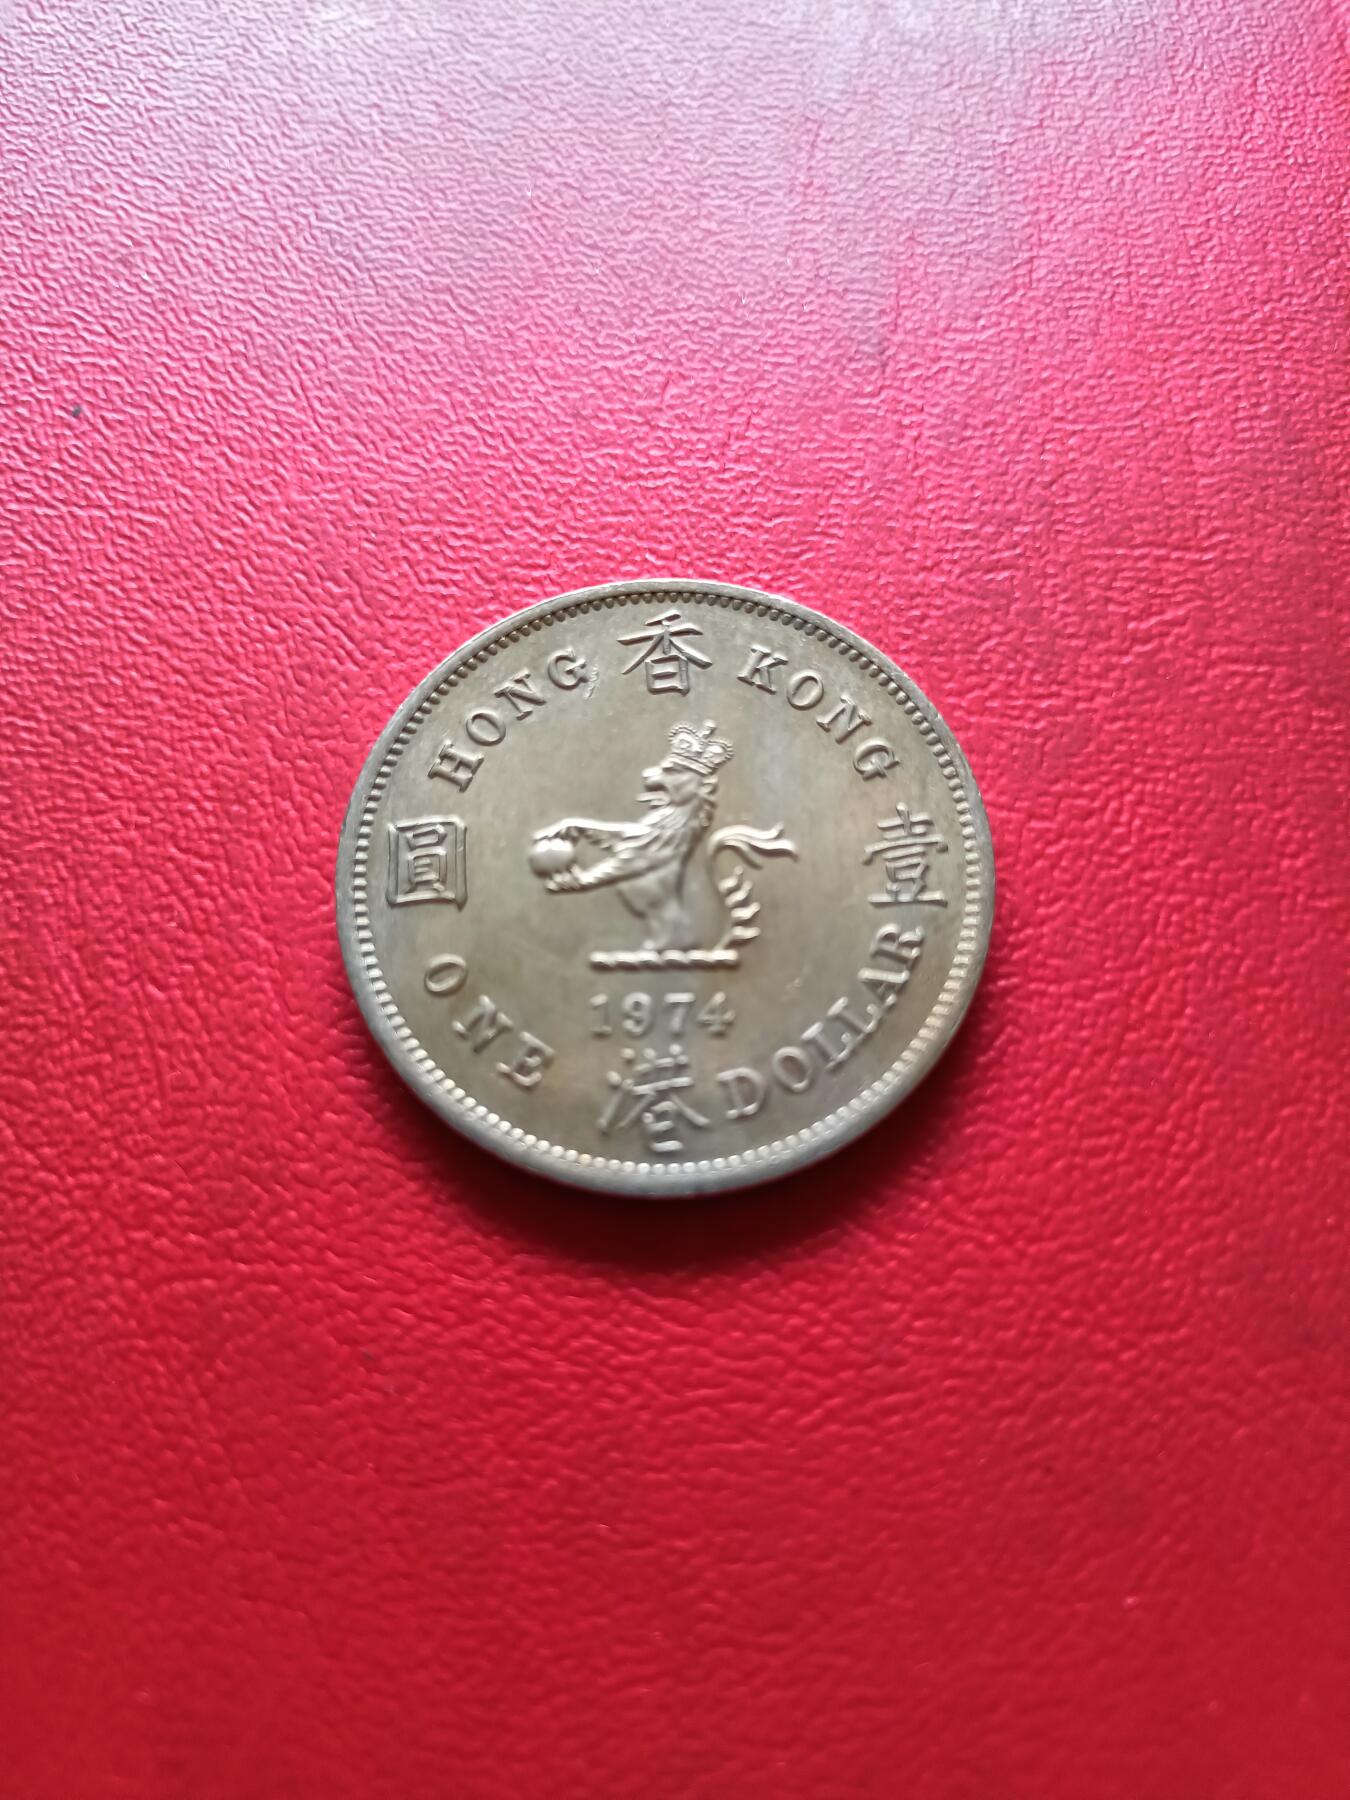 HONG 香 KONG
圓 壹
1974
ONE 港 DOLLAR